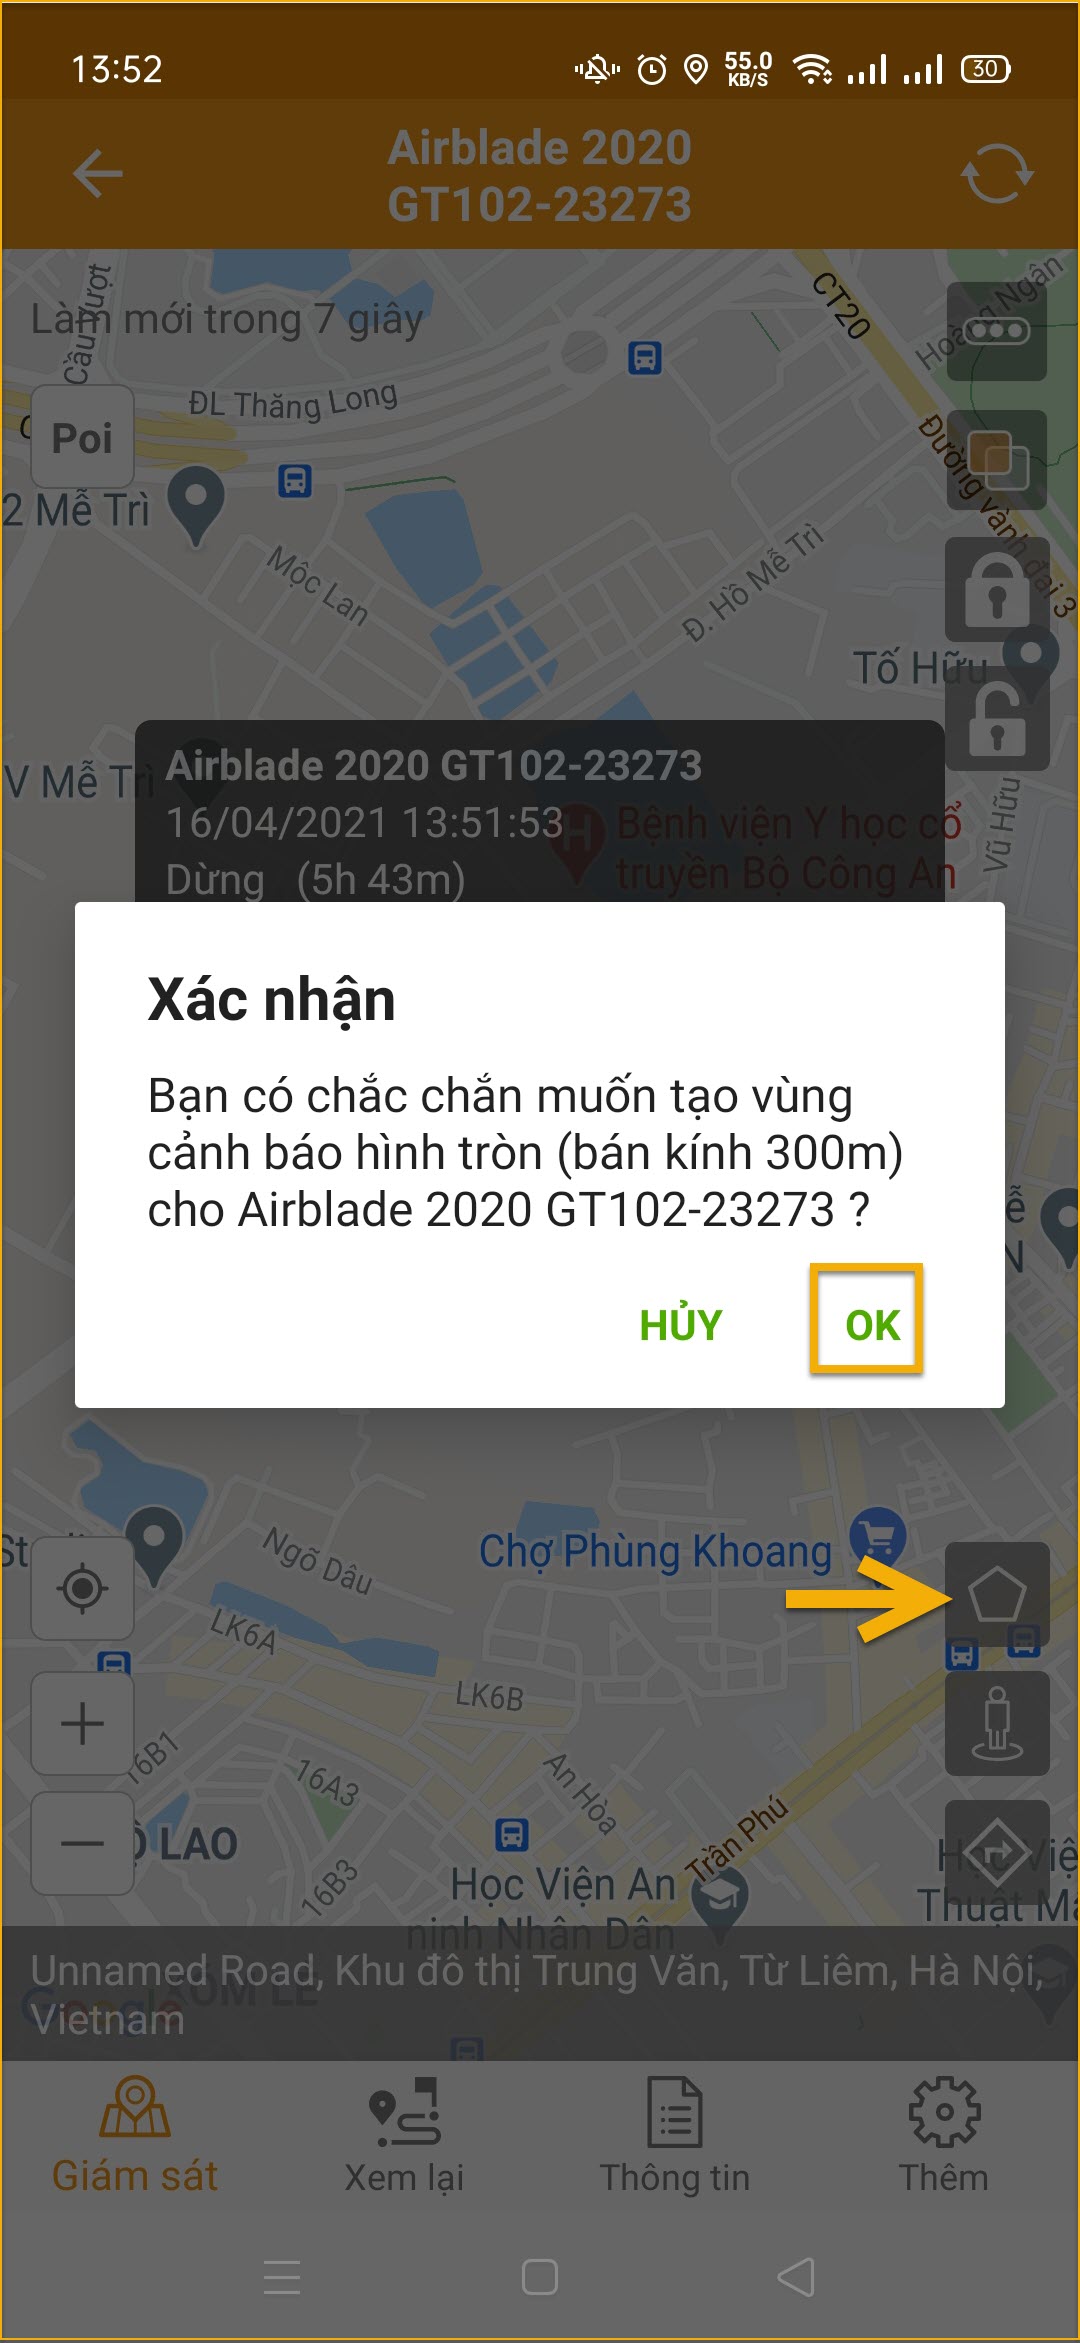 13:52
55.0
KB/S
30
Airblade 2020
GT102-23273
Làm mới trong 7 giây
Cầu Vượt
CT20
Hoàng Ngân
ĐL Thăng Long
Poi
2 Mễ Trì
Mộc Lan
Đ. Hồ Mễ Trì
Đường vành đai 3
Tố Hữu
V Mễ Trì
Vũ Hữu
Airblade 2020 GT102-23273
16/04/2021 13:51:53
Dừng (5h 43m)
H
Bệnh viện Y học cổ
truyền Bộ Công An
Xác nhận
Bạn có chắc chắn muốn tạo vùng
cảnh báo hình tròn (bán kính 300m)
cho Airblade 2020 GT102-23273 ?
HỦY
OK
Ngõ Dâu
Chợ Phùng Khoang
LK6A
LK6B
16B1
16A3
An Hòa
LAO
16B3
Trần Phú
Học Viện An
ninh Nhân Dân
Unnamed Road, Khu đô thị Trung Văn, Từ Liêm, Hà Nội,
Vietnam
Google
Giám sát
Xem lại
Thông tin
Thêm